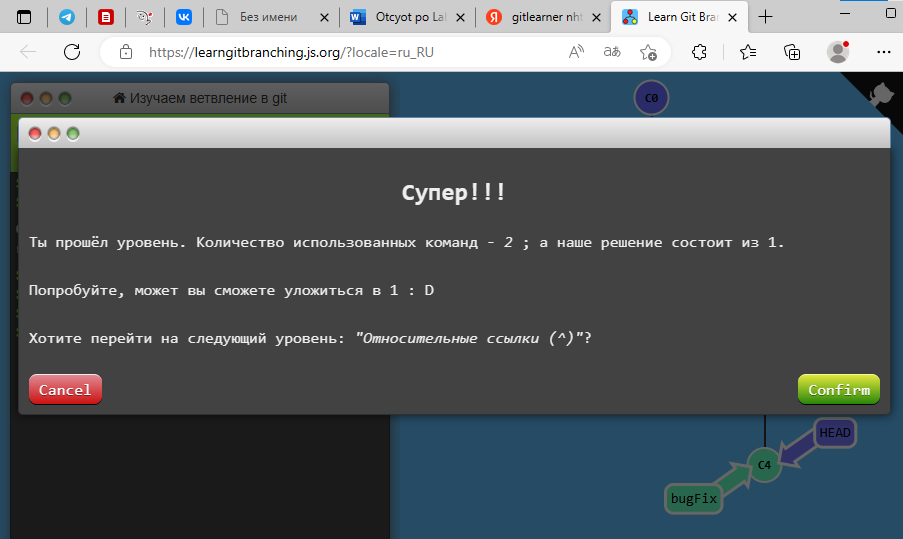 Без имени
Otcyot po Lal
gitlearner nht
Learn Git Bra
https://learngitbranching.js.org/?locale=ru_RU
Изучаем ветвление в git
C0
Супер!!!
Ты прошёл уровень. Количество использованных команд - 2 ; а наше решение состоит из 1.
Попробуйте, может вы сможете уложиться в 1 : D
Хотите перейти на следующий уровень: "Относительные ссылки (^)"?
Cancel
Confirm
HEAD
C4
bugFix